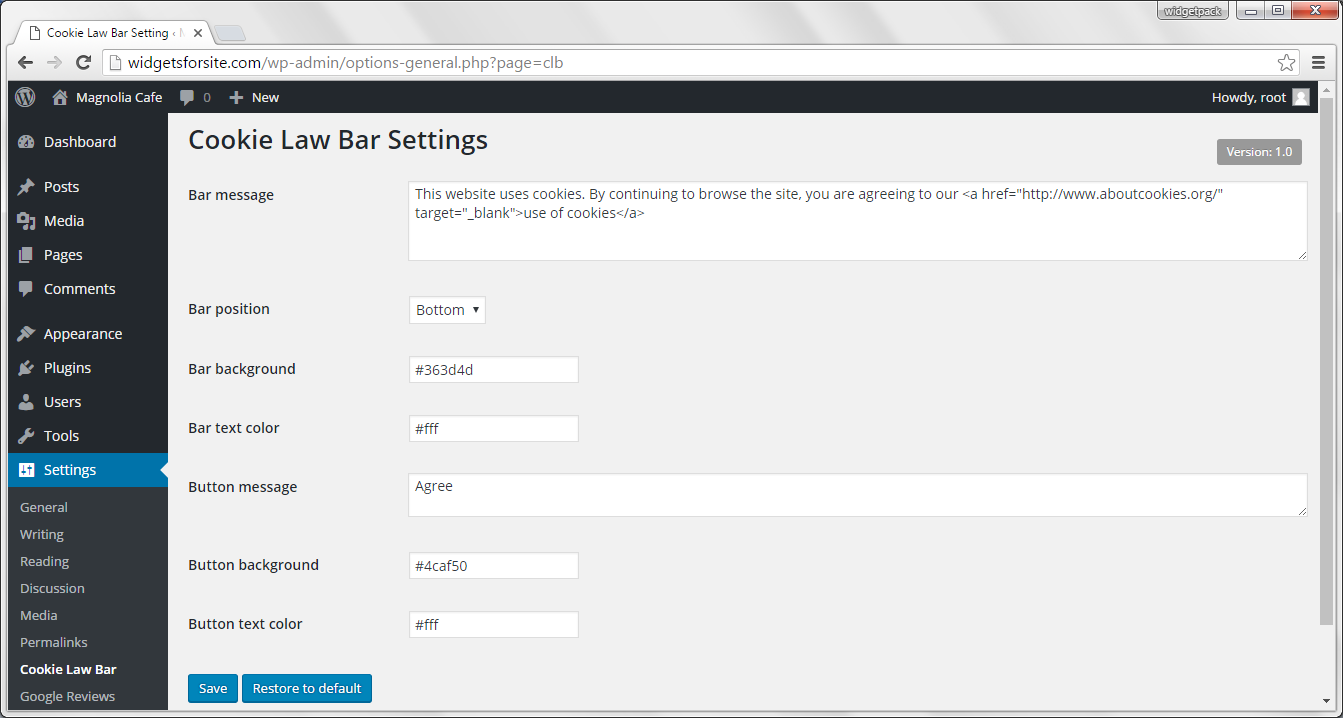 widgetpack
Cookie Law Bar Setting ‹
widgetsforsite.com/wp-admin/options-general.php?page=clb
Magnolia Cafe 0 New Howdy, root
Dashboard
Posts
Media
Pages
Comments
Appearance
Plugins
Users
Tools
Settings
General
Writing
Reading
Discussion
Media
Permalinks
Cookie Law Bar
Google Reviews
Cookie Law Bar Settings
Version: 1.0
Bar message
This website uses cookies. By continuing to browse the site, you are agreeing to our <a href="http://www.aboutcookies.org/"
target="_blank">use of cookies</a>
Bar position
Bottom
Bar background
#363d4d
Bar text color
#fff
Button message
Agree
Button background
#4caf50
Button text color
#fff
Save Restore to default